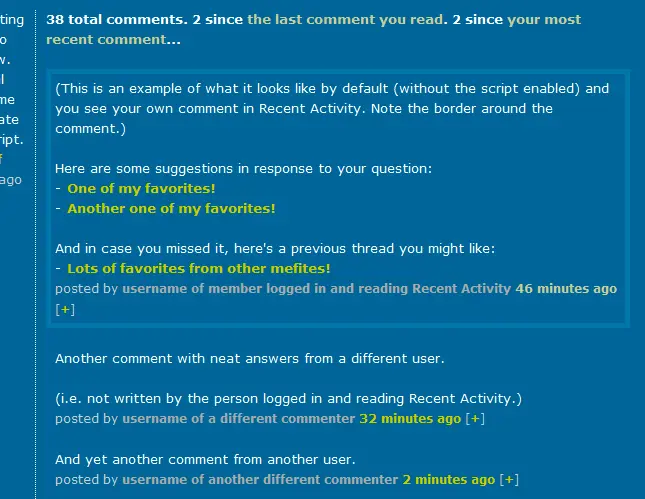 ting
o
w.
l
me
ate
ript.
f
ago
38 total comments. 2 since the last comment you read. 2 since your most
recent comment...
(This is an example of what it looks like by default (without the script enabled) and
you see your own comment in Recent Activity. Note the border around the
comment.)
Here are some suggestions in response to your question:
- One of my favorites!
- Another one of my favorites!
And in case you missed it, here's a previous thread you might like:
- Lots of favorites from other mefites!
posted by username of member logged in and reading Recent Activity 46 minutes ago
[+]
Another comment with neat answers from a different user.
(i.e. not written by the person logged in and reading Recent Activity.)
posted by username of a different commenter 32 minutes ago [+]
And yet another comment from another user.
posted by username of another different commenter 2 minutes ago [+]